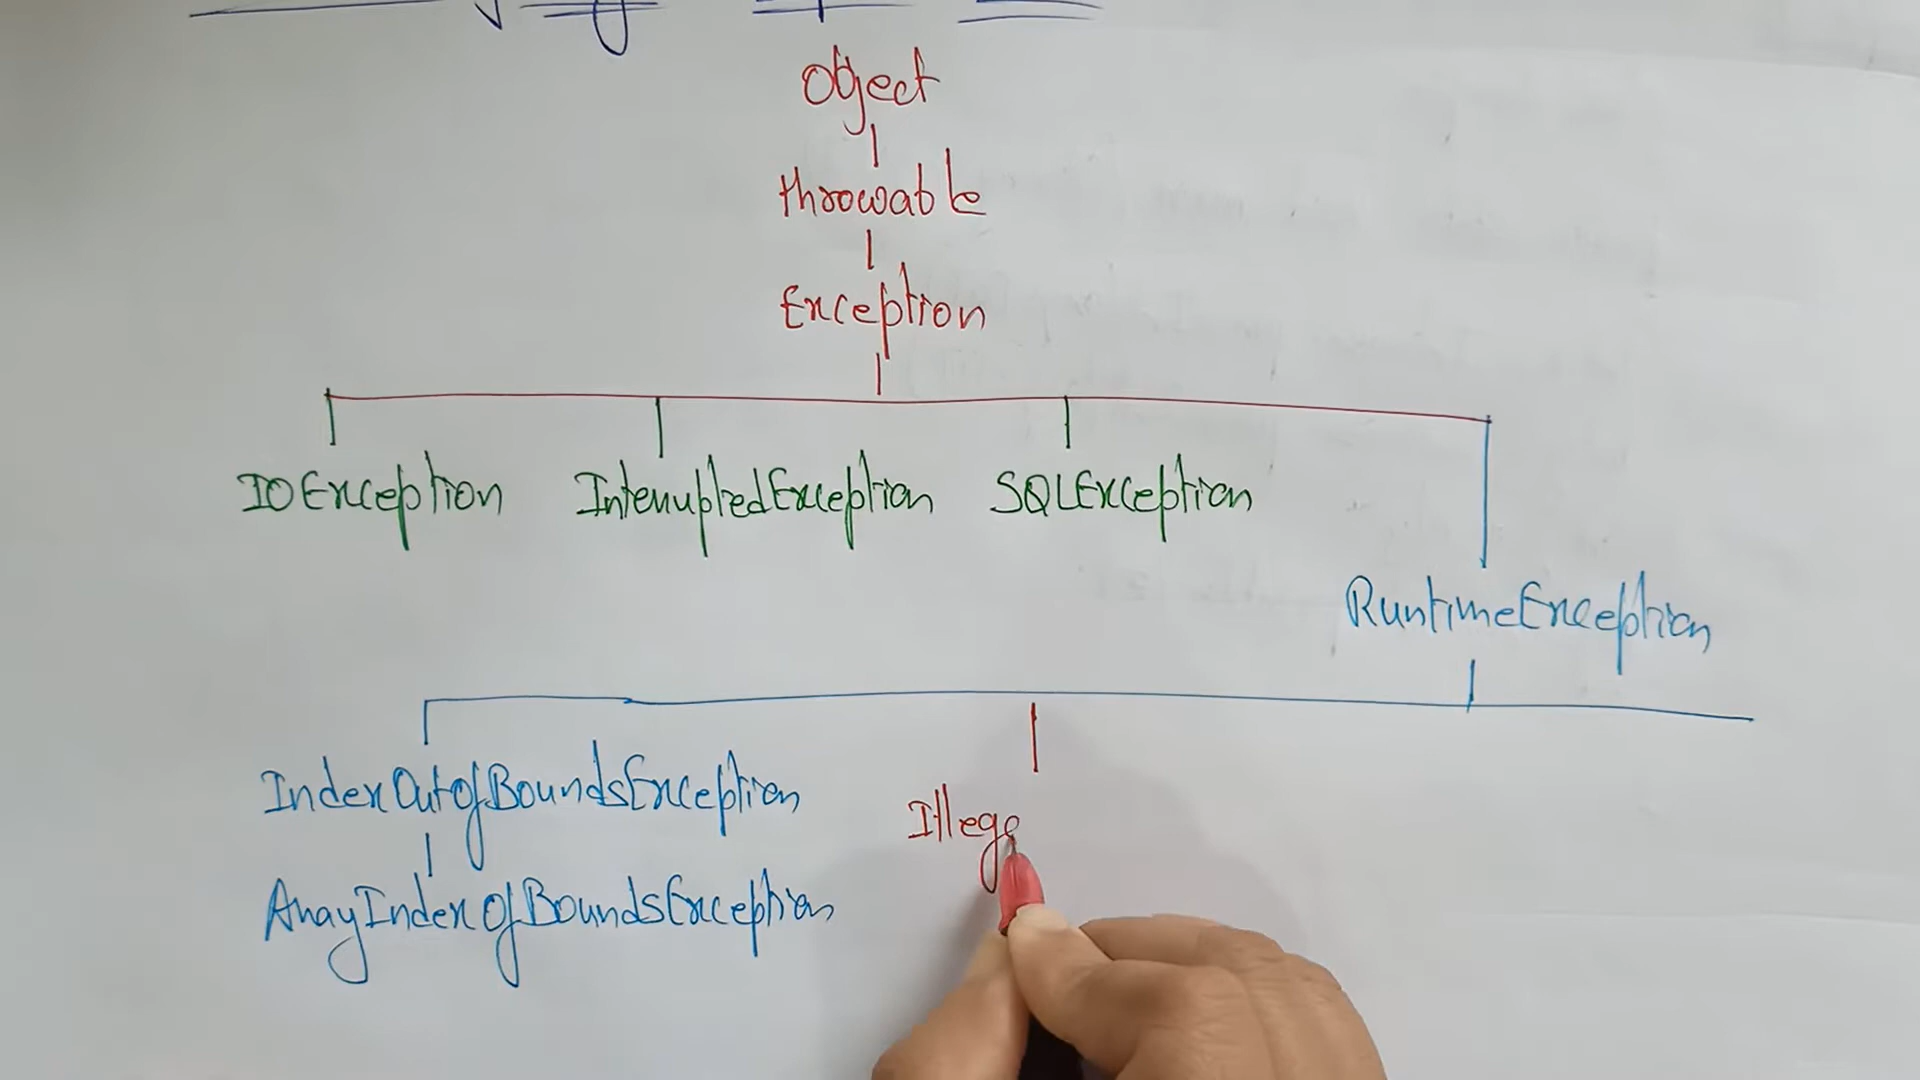 Object
throwable
Exception
IOException InterruptedException SQLException
RuntimeException
IndexOutofBoundsException
Illega
ArrayIndexOfBoundsException